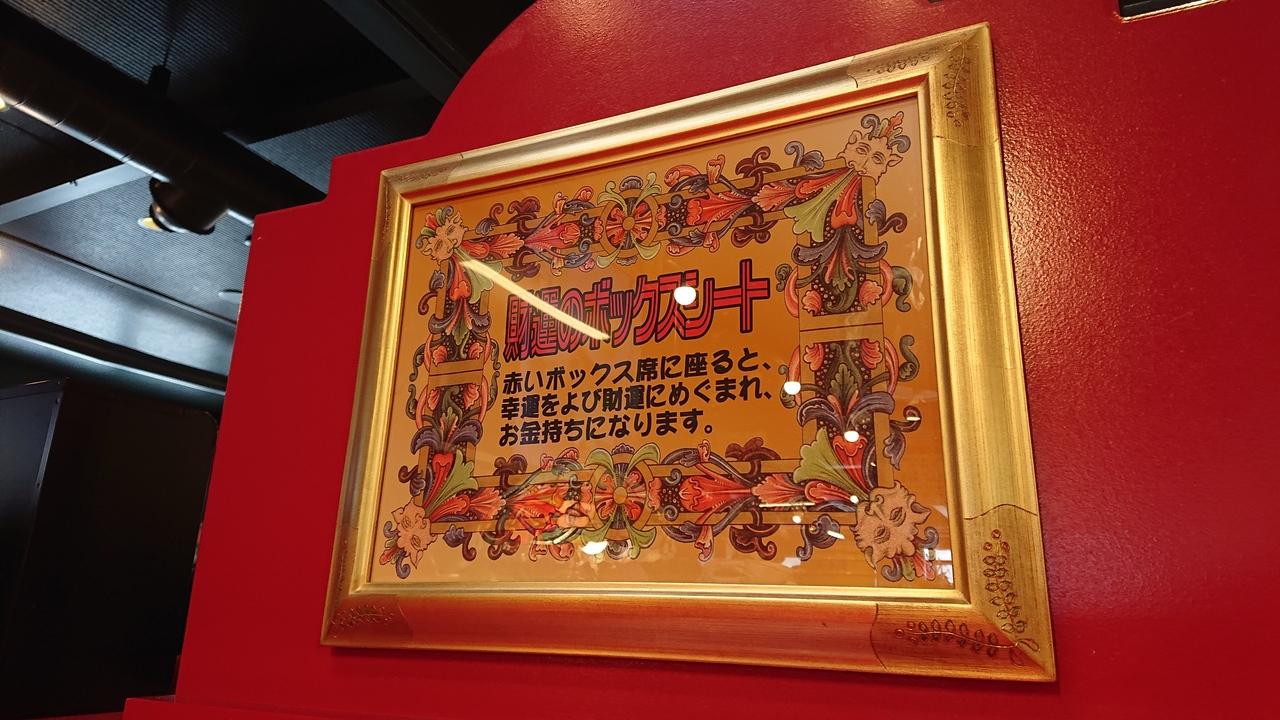 財運のボックスシート
赤いボックス席に座ると、
幸運をよび財運にめぐまれ、
お金持ちになります。